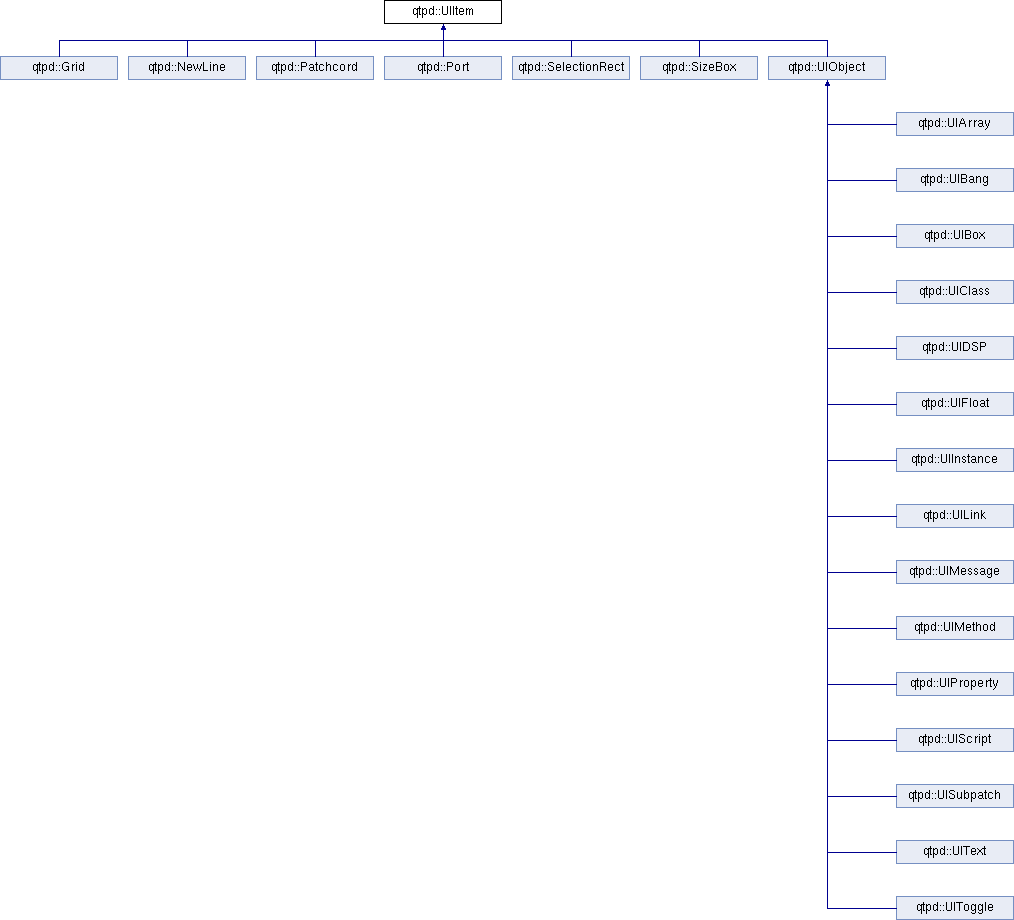 qtpd::UIItem
qtpd::Grid
qtpd::NewLine
qtpd::Patchcord
qtpd::Port
qtpd::SelectionRect
qtpd::SizeBox
qtpd::UIObject
qtpd::UIArray
qtpd::UIBang
qtpd::UIBox
qtpd::UIClass
qtpd::UIDSP
qtpd::UIFloat
qtpd::UIInstance
qtpd::UILink
qtpd::UIMessage
qtpd::UIMethod
qtpd::UIProperty
qtpd::UIScript
qtpd::UISubpatch
qtpd::UIText
qtpd::UIToggle